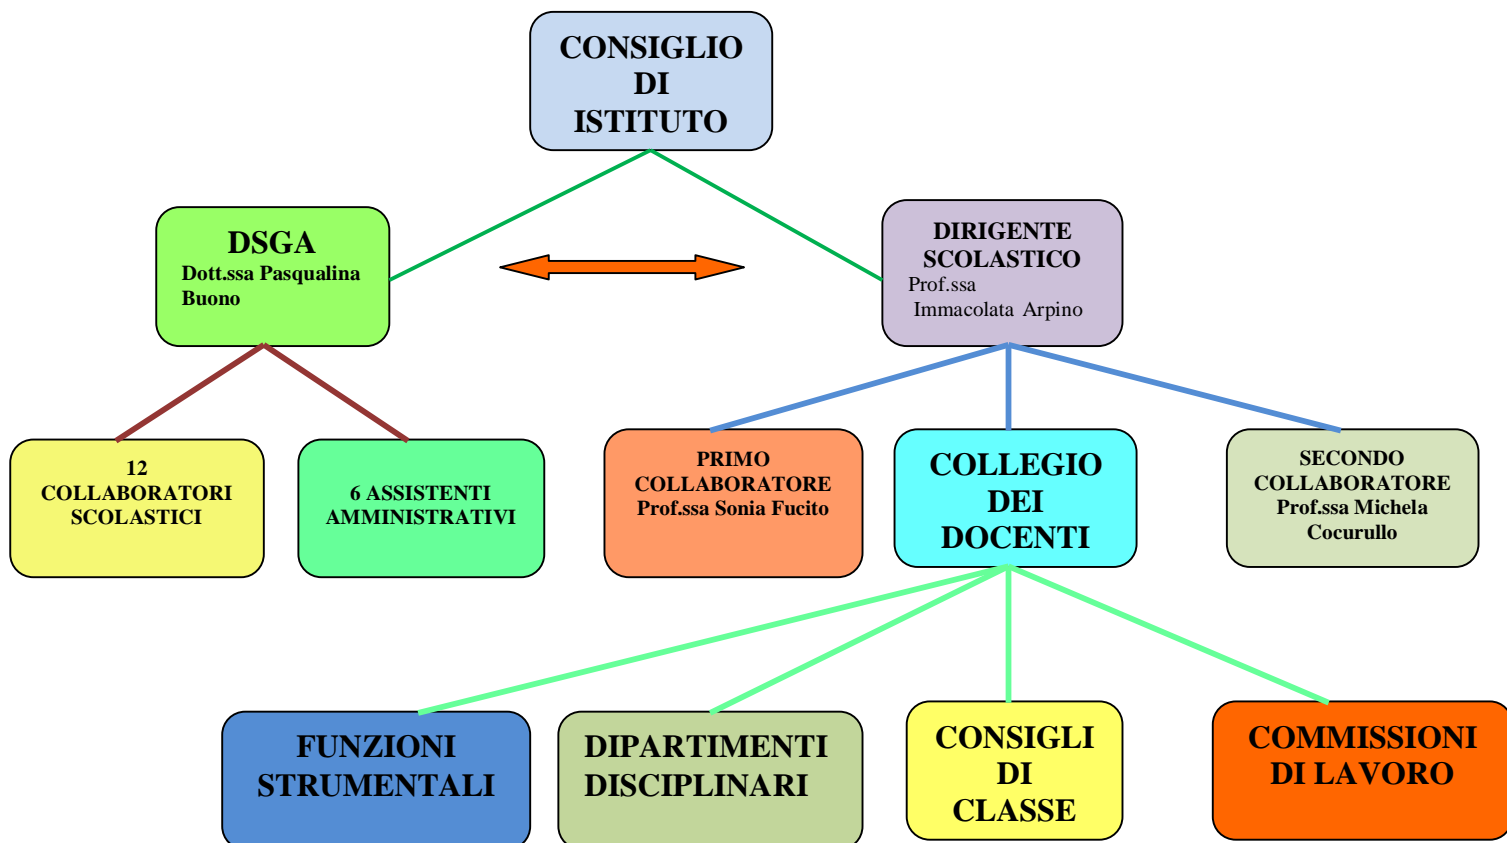 CONSIGLIO
DI
ISTITUTO
DSGA
Dott.ssa Pasqualina
Buono
DIRIGENTE
SCOLASTICO
Prof.ssa
Immacolata Arpino
12
COLLABORATORI
SCOLASTICI
6 ASSISTENTI
AMMINISTRATIVI
PRIMO
COLLABORATORE
Prof.ssa Sonia Fucito
COLLEGIO
DEI
DOCENTI
SECONDO
COLLABORATORE
Prof.ssa Michela
Cocurullo
FUNZIONI
STRUMENTALI
DIPARTIMENTI
DISCIPLINARI
CONSIGLI
DI
CLASSE
COMMISSIONI
DI LAVORO